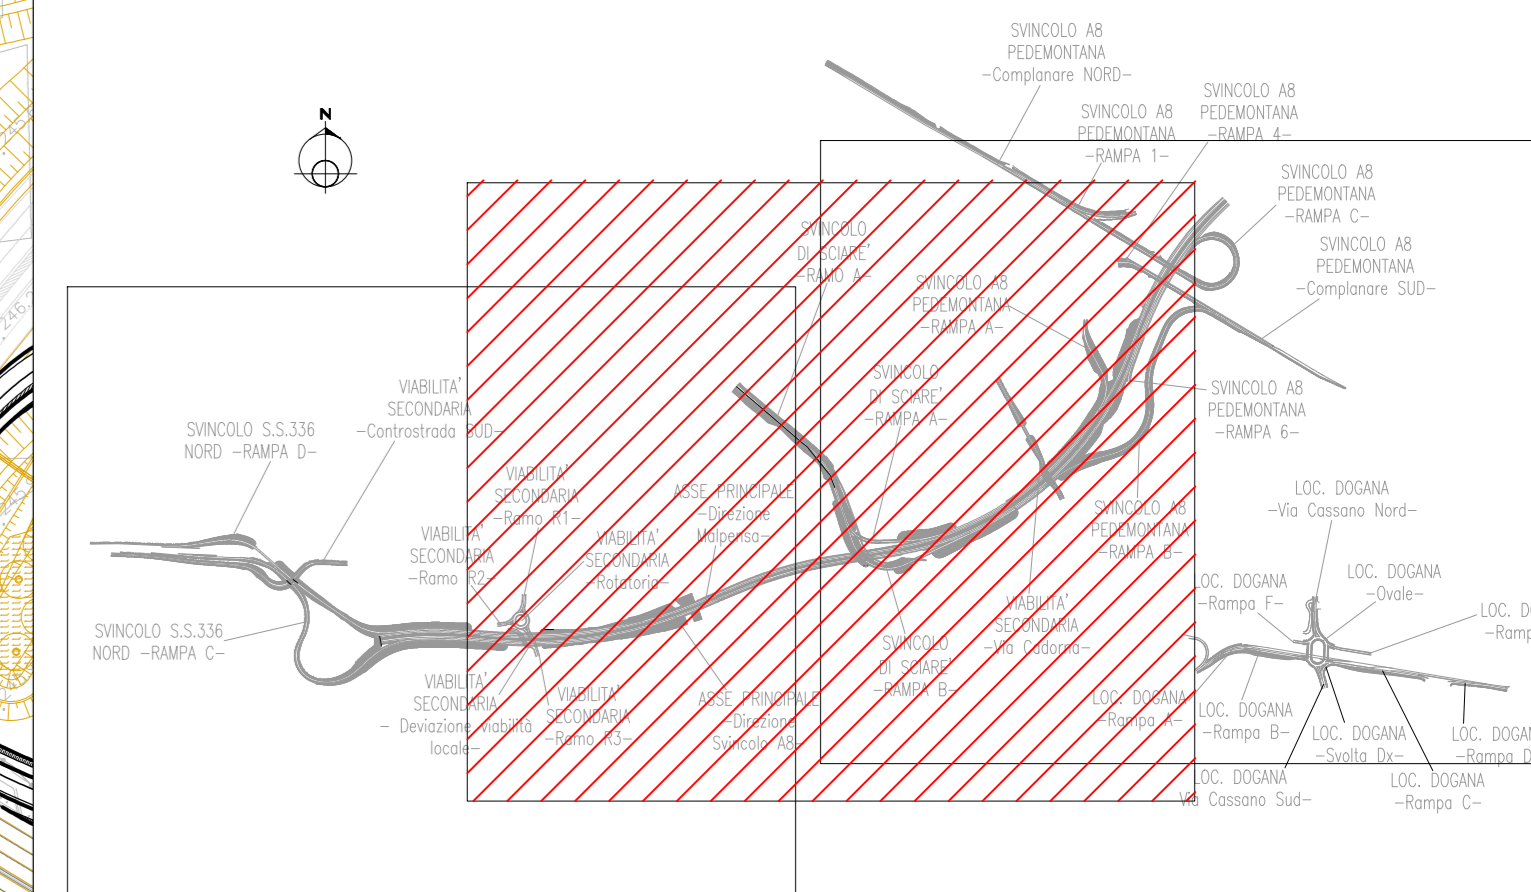 N
SVINCOLO A8
PEDEMONTANA
-Complanare NORD-
SVINCOLO A8
PEDEMONTANA
-RAMPA 4-
SVINCOLO A8
PEDEMONTANA
-RAMPA 1-
SVINCOLO A8
PEDEMONTANA
-RAMPA C-
SVINCOLO A8
PEDEMONTANA
-Complanare SUD-
SVINCOLO
DI SCIARE'
-RAMO A-
SVINCOLO A8
PEDEMONTANA
-RAMPA A-
SVINCOLO
DI SCIARE'
-RAMPA A-
SVINCOLO A8
PEDEMONTANA
-RAMPA 6-
VIABILITA'
SECONDARIA
-Controstrada SUD-
SVINCOLO S.S.336
NORD -RAMPA D-
VIABILITA'
SECONDARIA
-Ramo R1-
ASSE PRINCIPALE
-Direzione
Malpensa-
VIABILITA'
SECONDARIA
-Ramo R2-
VIABILITA'
SECONDARIA
-Rotatoria-
SVINCOLO A8
PEDEMONTANA
-RAMPA B-
LOC. DOGANA
-Via Cassano Nord-
LOC. DOGANA
-Rampa F-
LOC. DOGANA
-Ovale-
LOC. D
-Ramp
VIABILITA'
SECONDARIA
-Via Cadorna-
SVINCOLO S.S.336
NORD -RAMPA C-
SVINCOLO
DI SCIARE'
-RAMPA B-
VIABILITA'
SECONDARIA
- Deviazione viabilità
locale-
VIABILITA'
SECONDARIA
-Ramo R3-
ASSE PRINCIPALE
-Direzione
Svincolo A8-
LOC. DOGANA
-Rampa A-
LOC. DOGANA
-Rampa B-
LOC. DOGANA
-Svolta Dx-
LOC. DOGAN
-Rampa D
LOC. DOGANA
Via Cassano Sud-
LOC. DOGANA
-Rampa C-